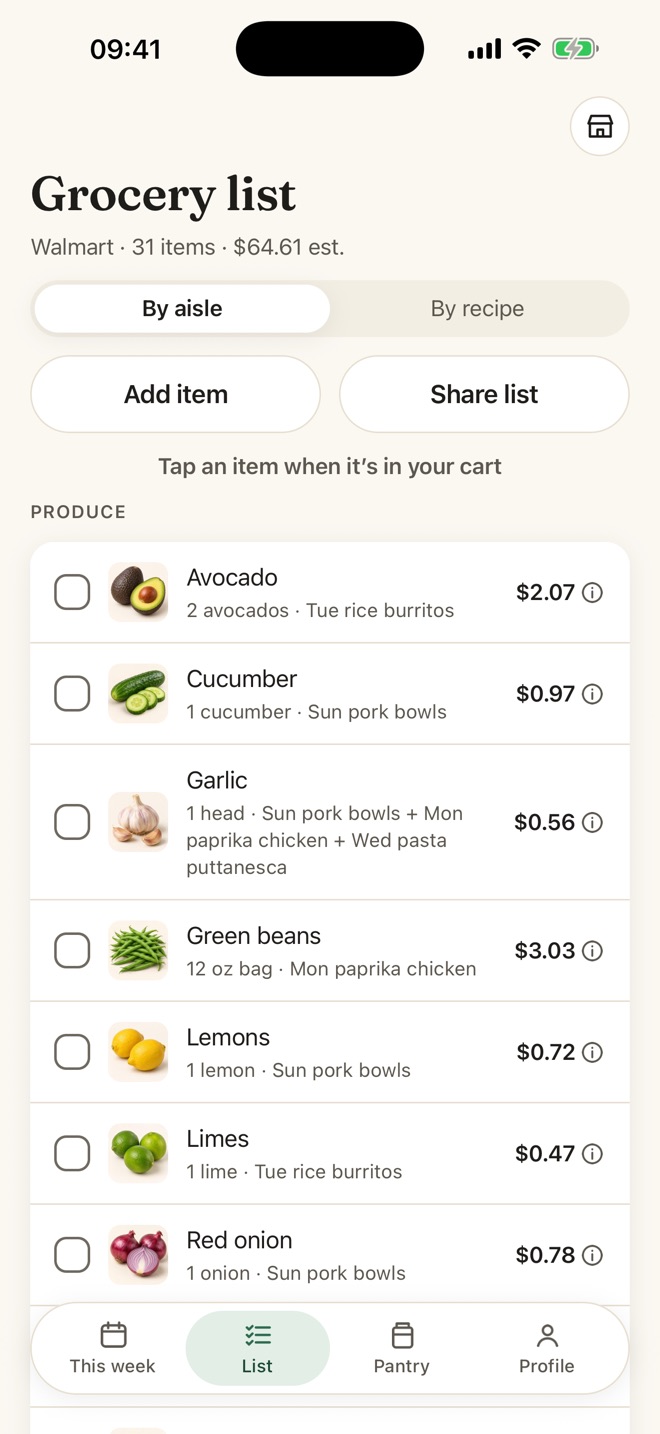 09:41
Grocery list
Walmart · 31 items · $64.61 est.
By aisle
By recipe
Add item
Share list
Tap an item when it’s in your cart
PRODUCE
Avocado
2 avocados · Tue rice burritos
$2.07
Cucumber
1 cucumber · Sun pork bowls
$0.97
Garlic
1 head · Sun pork bowls + Mon
paprika chicken + Wed pasta
puttanesca
$0.56
Green beans
12 oz bag · Mon paprika chicken
$3.03
Lemons
1 lemon · Sun pork bowls
$0.72
Limes
1 lime · Tue rice burritos
$0.47
Red onion
1 onion · Sun pork bowls
$0.78
This week
List
Pantry
Profile